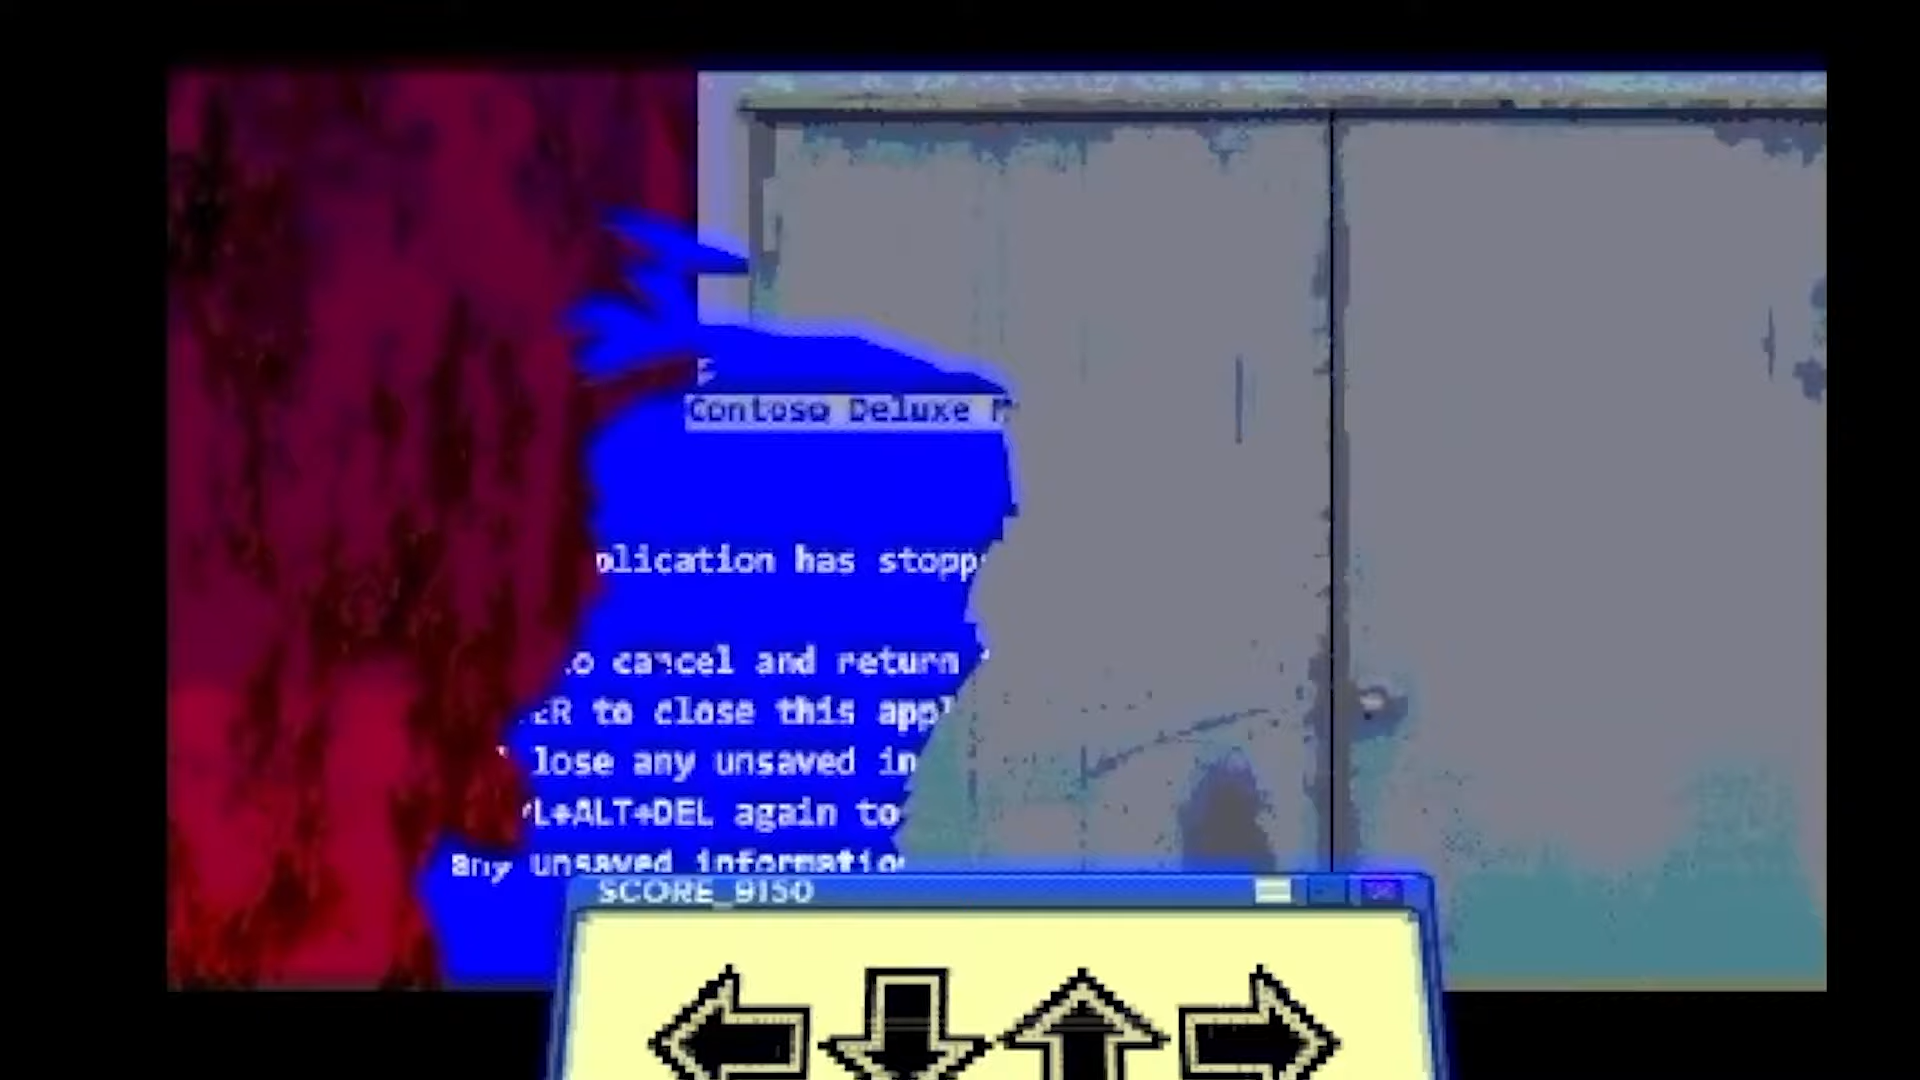 Contoso Deluxe M
plication has stopp
to cancel and return
ER to close this appl
lose any unsaved in
L+ALT+DEL again to
any unsaved informatio
SCORE_9150